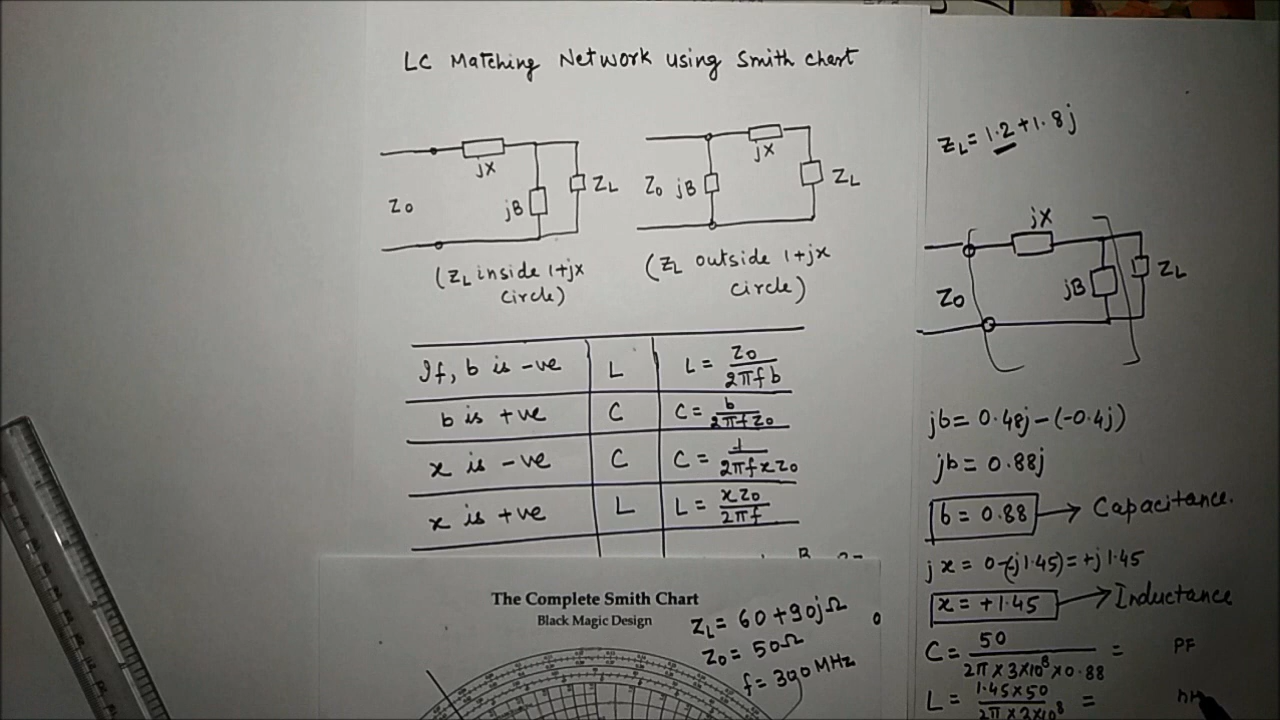 LC Matching Network using Smith chart
jX
jB
ZL
Z0
(ZL inside 1+jx
circle)
jX
Z0 jB
ZL
(ZL outside 1+jx
circle)
If, b is -ve L L = Z0/2πfb
b is +ve C C = b/2πfZ0
x is -ve C C = 1/2πfxZ0
x is +ve L L = xZ0/2πf
The Complete Smith Chart
Black Magic Design
ZL = 60+90jΩ
Z0 = 50Ω
f = 300 MHz
ZL = 1.2+1.8j
jX
jB
ZL
Z0
jb = 0.48j-(-0.4j)
jb = 0.88j
b = 0.88 → Capacitance.
jx = 0-(j1.45) = +j1.45
x = +1.45 → Inductance
C = 50/2π×3×10⁸×0.88 = PF
L = 1.45×50/2π×3×10⁸ =